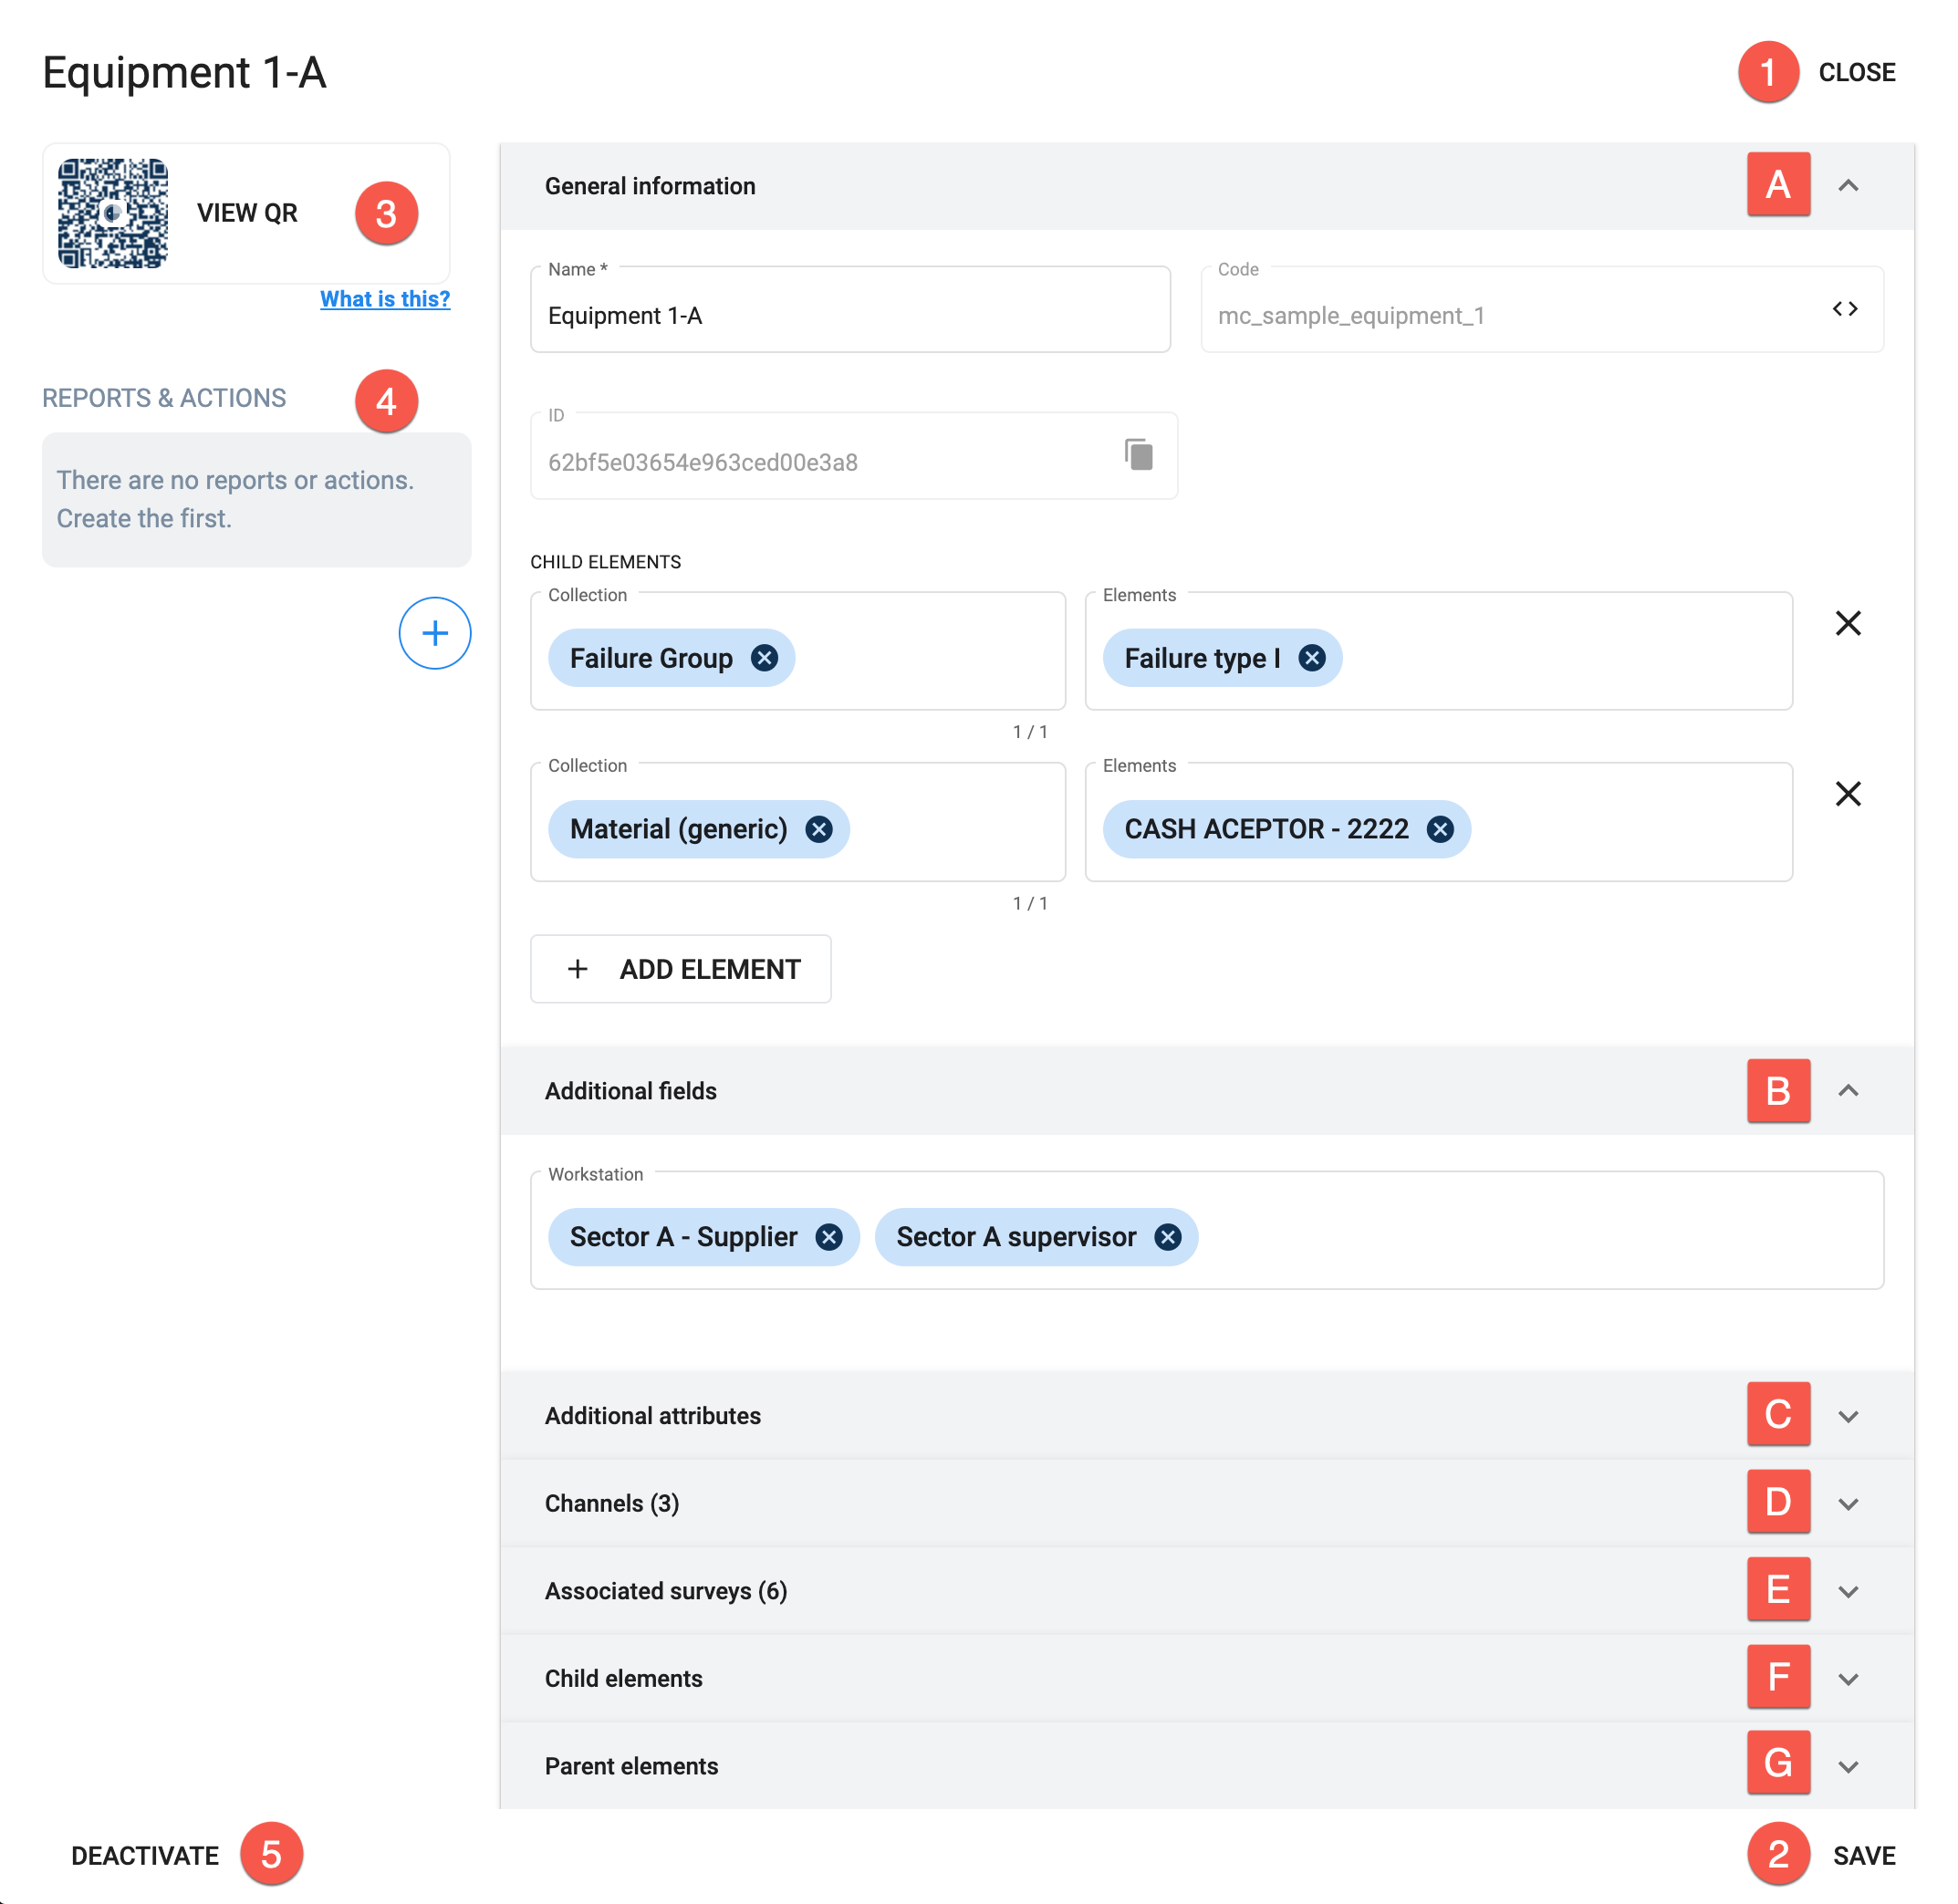 Equipment 1-A
1 CLOSE
VIEW QR 3
What is this?
REPORTS & ACTIONS 4
There are no reports or actions.
Create the first.
+
General information A
Name *
Equipment 1-A
Code
mc_sample_equipment_1 <>
ID
62bf5e03654e963ced00e3a8
CHILD ELEMENTS
Collection
Failure Group
1 / 1
Elements
Failure type I
Collection
Material (generic)
1 / 1
Elements
CASH ACEPTOR - 2222
+ ADD ELEMENT
Additional fields B
Workstation
Sector A - Supplier Sector A supervisor
Additional attributes C
Channels (3) D
Associated surveys (6) E
Child elements F
Parent elements G
DEACTIVATE 5
2 SAVE